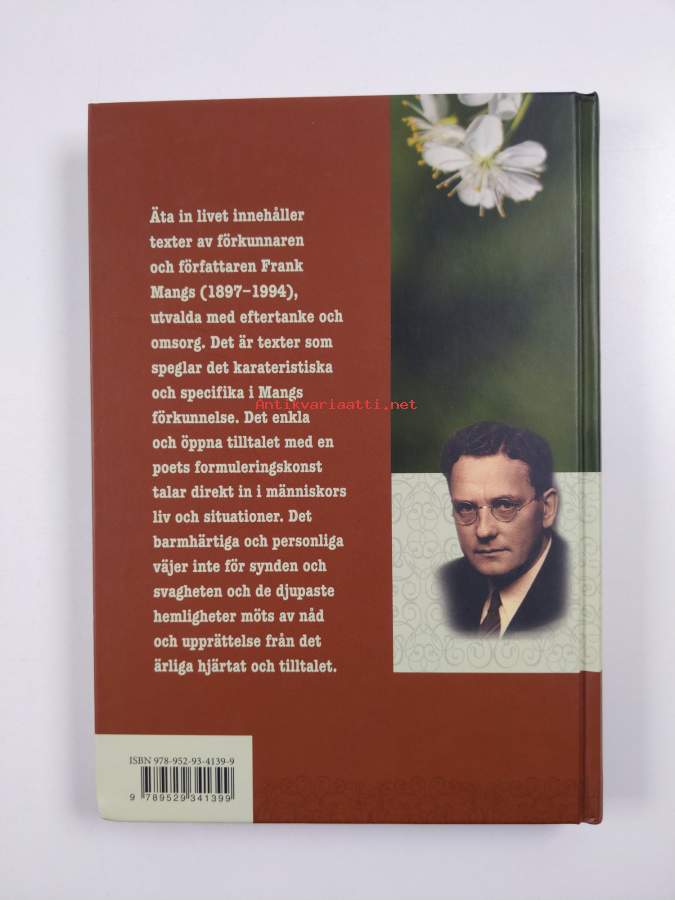 Äta in livet innehåller
texter av förkunnaren
och författaren Frank
Mangs (1897–1994),
utvalda med eftertanke och
omsorg. Det är texter som
speglar det karateristiska
och specifika i Mangs
förkunnelse. Det enkla
och öppna tilltalet med en
poets formuleringskonst
talar direkt in i människors
liv och situationer. Det
barmhärtiga och personliga
väjer inte för synden och
svagheten och de djupaste
hemligheter möts av nåd
och upprättelse från det
ärliga hjärtat och tilltalet.
Antikvariaatti.net
ISBN 978-952-93-4139-9
9 789529 341399